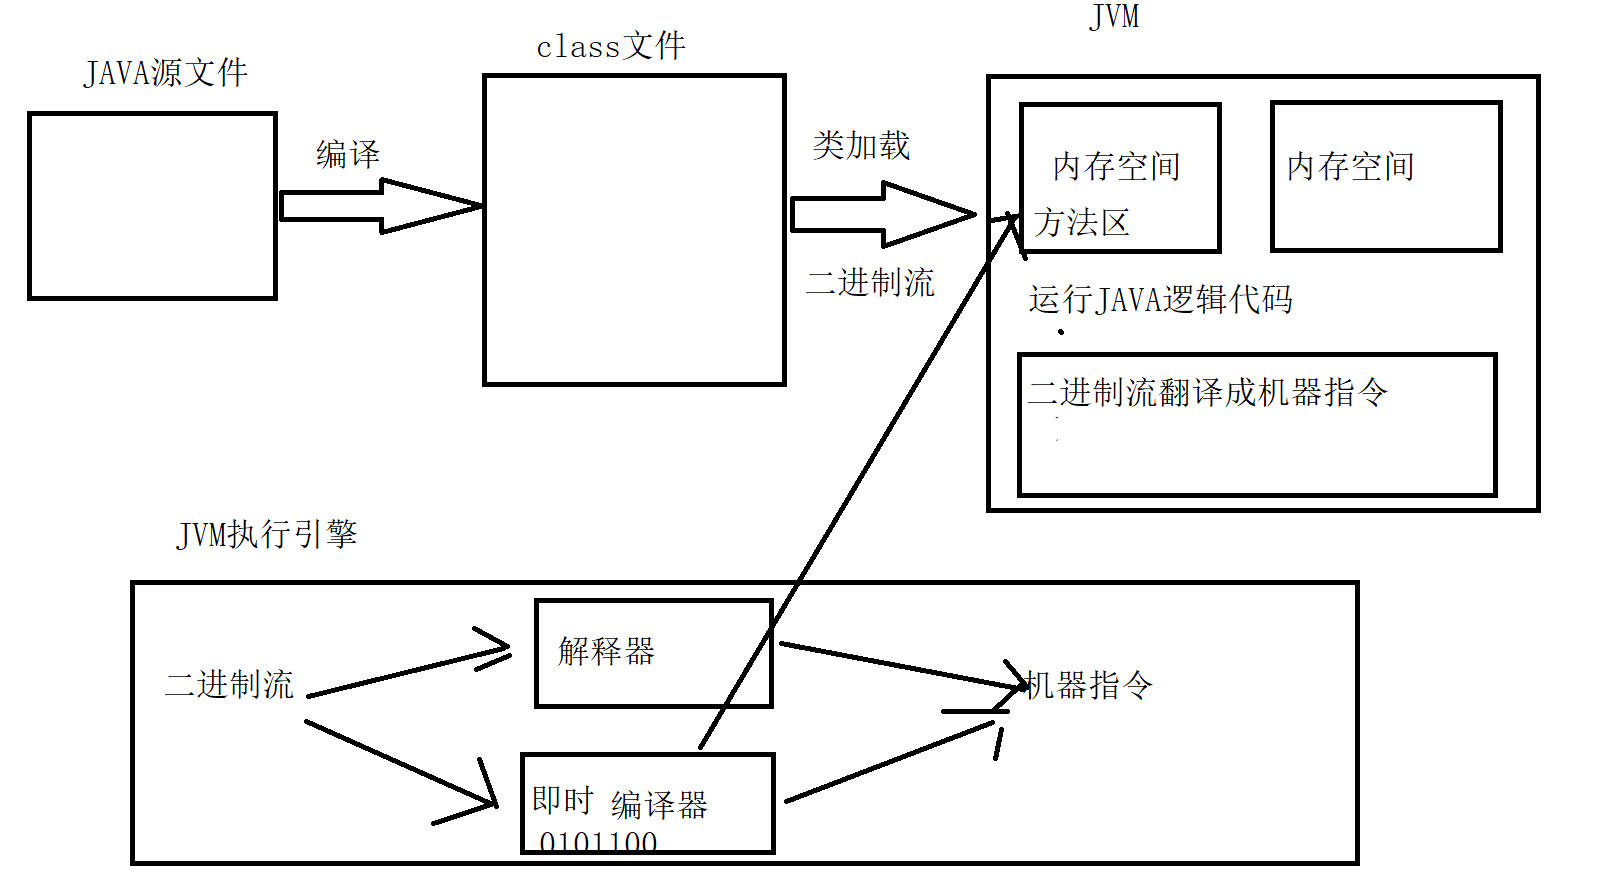 JVM
class文件
JAVA源文件
编译
类加载
二进制流
内存空间
方法区
内存空间
运行JAVA逻辑代码
二进制流翻译成机器指令
JVM执行引擎
二进制流
解释器
机器指令
即时 编译器
0101100